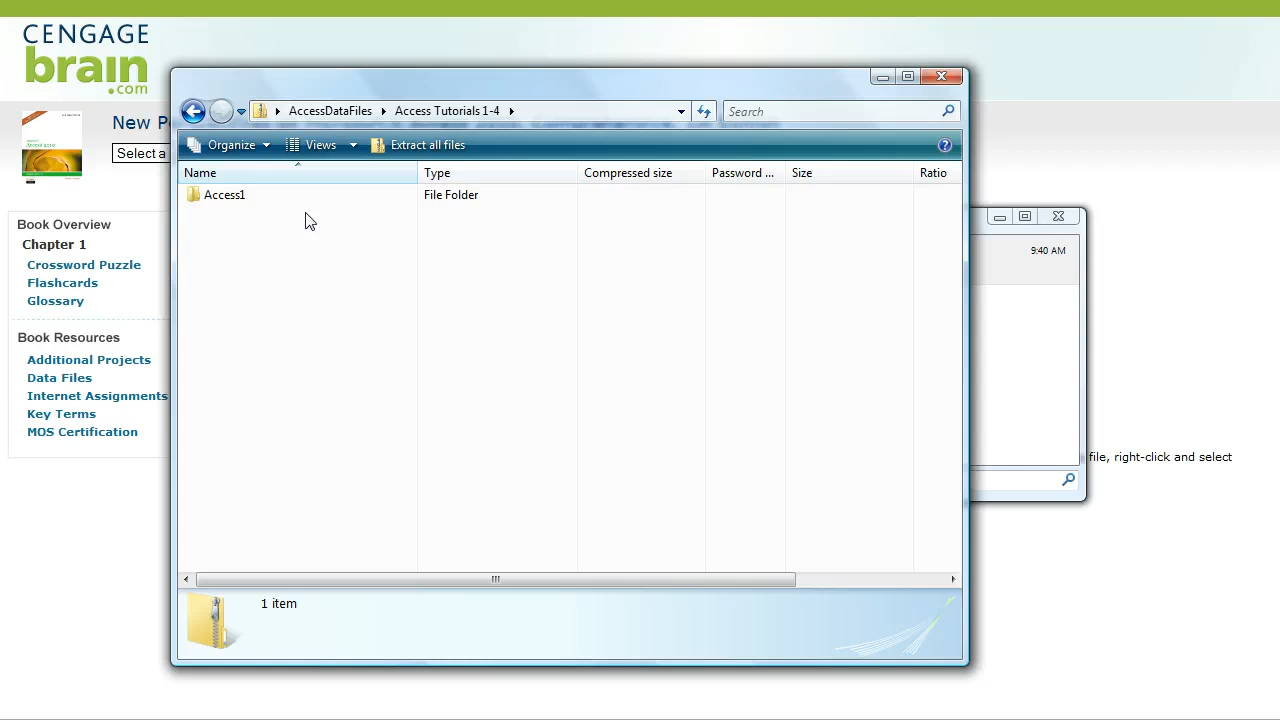 CENGAGE
brain
.com
New P
Select a
AccessDataFiles
Access Tutorials 1-4
Search
Organize
Views
Extract all files
Name
Type
Compressed size
Password ...
Size
Ratio
Access1
File Folder
Book Overview
Chapter 1
Crossword Puzzle
Flashcards
Glossary
Book Resources
Additional Projects
Data Files
Internet Assignments
Key Terms
MOS Certification
9:40 AM
file, right-click and select
1 item